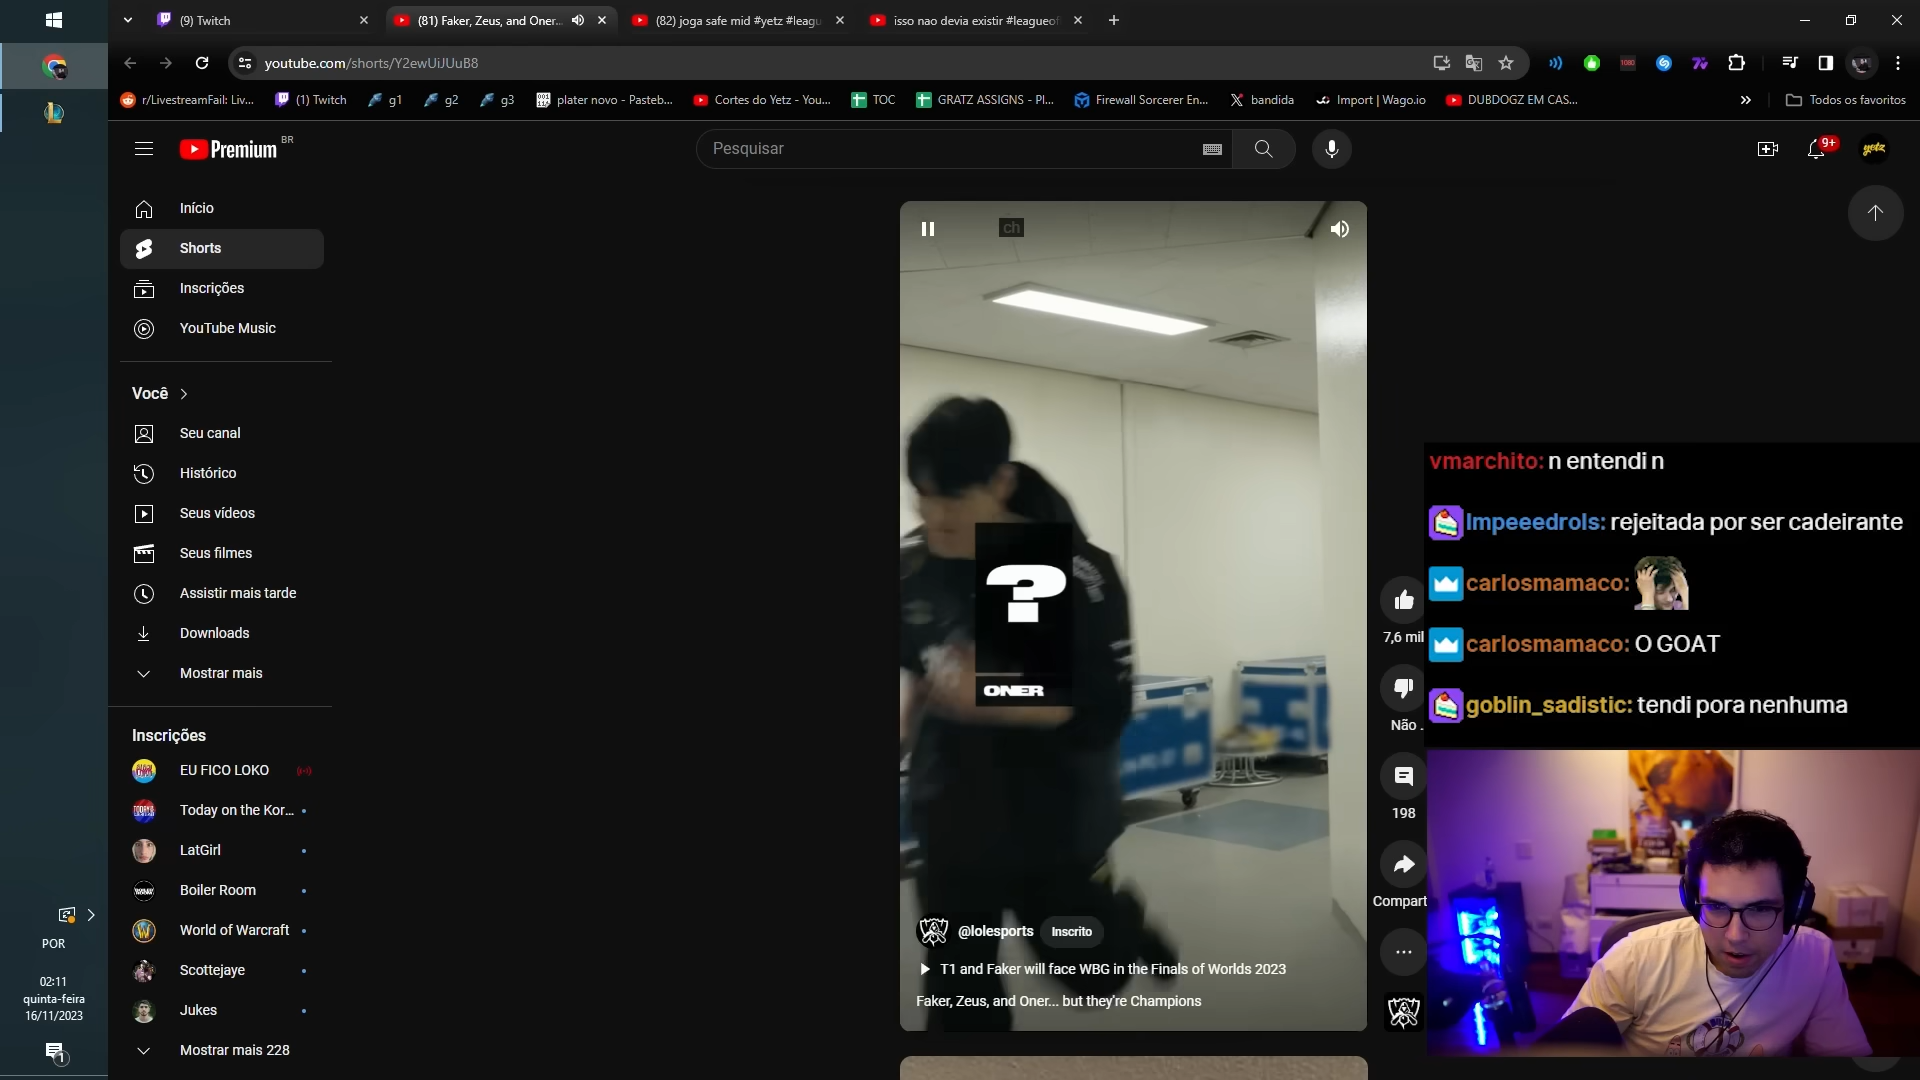 (9) Twitch
(81) Faker, Zeus, and Oner...
(82) joga safe mid #yetz #leagu
isso nao devia existir #leagueof
youtube.com/shorts/Y2ewUiJUuB8
1080
r/LivestreamFail: Liv...
(1) Twitch
g1
g2
g3
plater novo - Pasteb...
Cortes do Yetz - You...
TOC
GRATZ ASSIGNS - Pl...
Firewall Sorcerer En...
bandida
Import | Wago.io
DUBDOGZ EM CAS...
Todos os favoritos
Premium BR
Pesquisar
9+
yetz
Início
Shorts
Inscrições
YouTube Music
Você
Seu canal
Histórico
Seus vídeos
Seus filmes
Assistir mais tarde
Downloads
Mostrar mais
Inscrições
EU FICO LOKO
Today on the Kor...
LatGirl
Boiler Room
World of Warcraft
Scottejaye
Jukes
Mostrar mais 228
ch
?
ONER
@lolesports
Inscrito
T1 and Faker will face WBG in the Finals of Worlds 2023
Faker, Zeus, and Oner... but they're Champions
7,6 mil
Não .
198
Compart
vmarchito: n entendi n
Impeeedrols: rejeitada por ser cadeirante
carlosmamaco:
carlosmamaco: O GOAT
goblin_sadistic: tendi pora nenhuma
POR
02:11
quinta-feira
16/11/2023
1